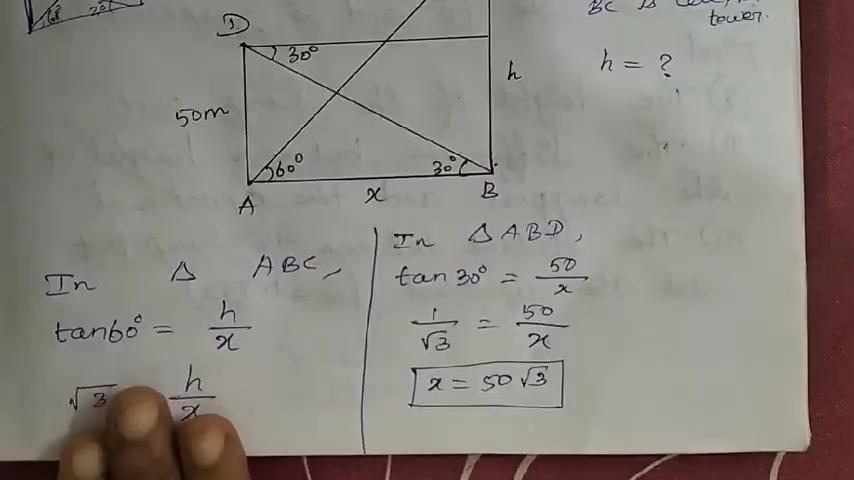 BC is
tower.
h = ?
D
30°
50m
h
60°
30°
A
x
B
In Δ ABC,
tan60° = h/x
√3 h/x
In Δ ABD,
tan 30° = 50/x
1/√3 = 50/x
x = 50√3